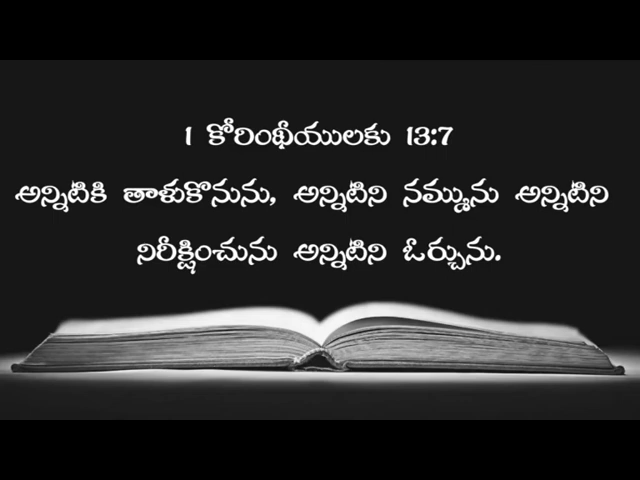 1 కోరింథీయులకు 13:7
అన్నిటికి తాళుకొనును, అన్నిటిని నమ్మును అన్నిటిని
నిరీక్షించును అన్నిటిని ఓర్చును.